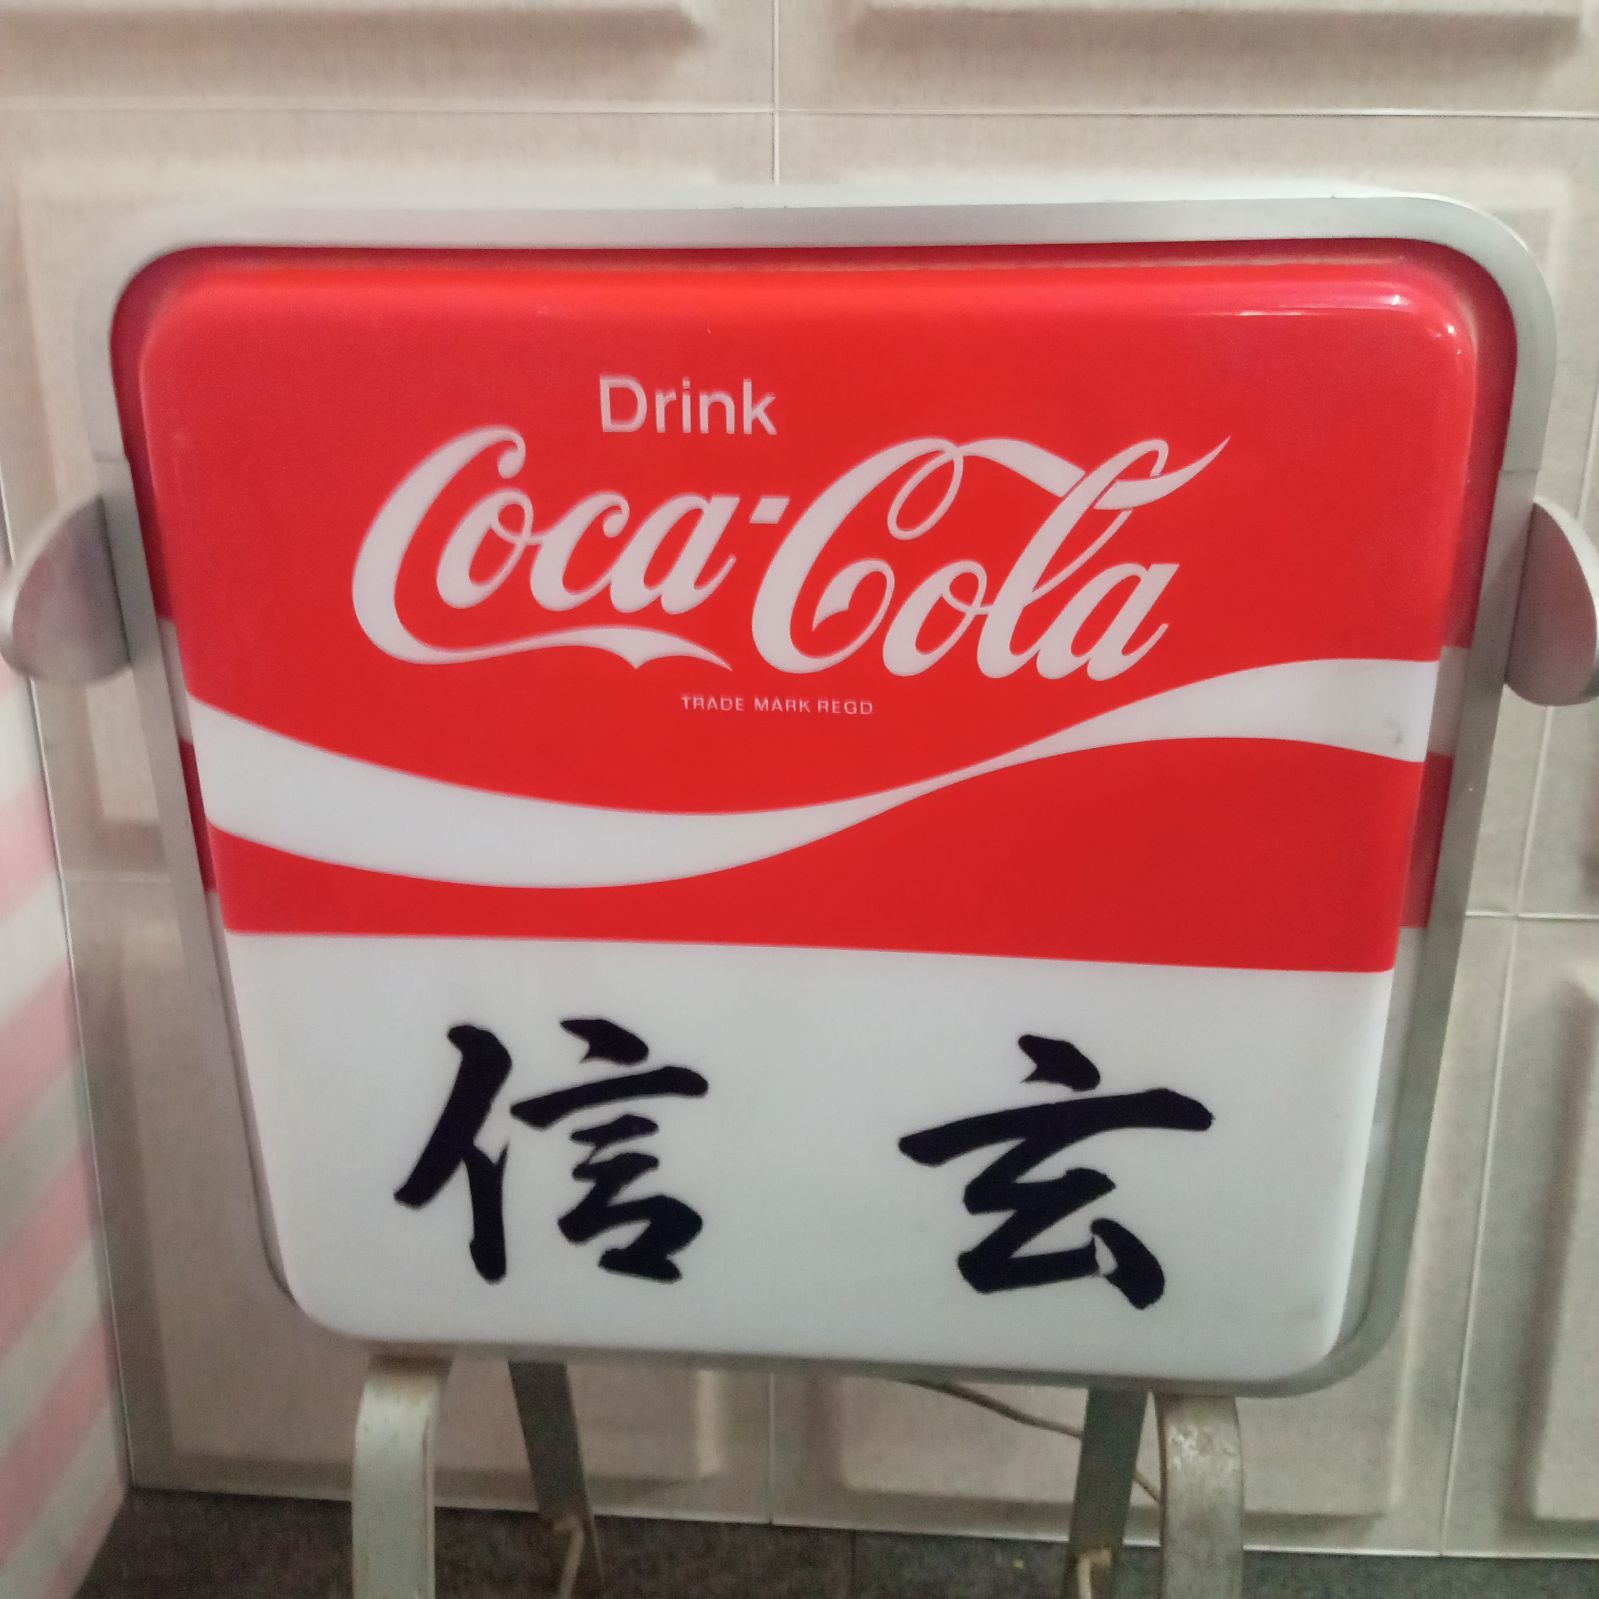 Drink
Coca-Cola
TRADE MARK REGD
信玄